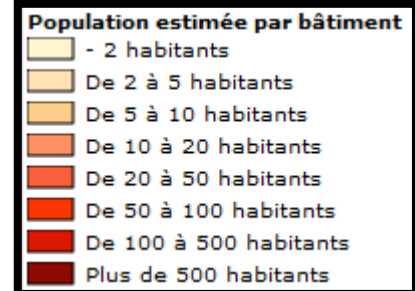 Population estimée par bâtiment
- 2 habitants
De 2 à 5 habitants
De 5 à 10 habitants
De 10 à 20 habitants
De 20 à 50 habitants
De 50 à 100 habitants
De 100 à 500 habitants
Plus de 500 habitants